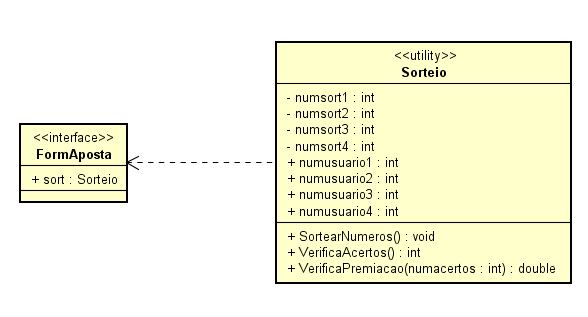 <<interface>>
FormAposta
+ sort : Sorteio
<<utility>>
Sorteio
- numsort1 : int
- numsort2 : int
- numsort3 : int
- numsort4 : int
+ numusuario1 : int
+ numusuario2 : int
+ numusuario3 : int
+ numusuario4 : int
+ SortearNumeros() : void
+ VerificaAcertos() : int
+ VerificaPremiacao(numacertos : int) : double